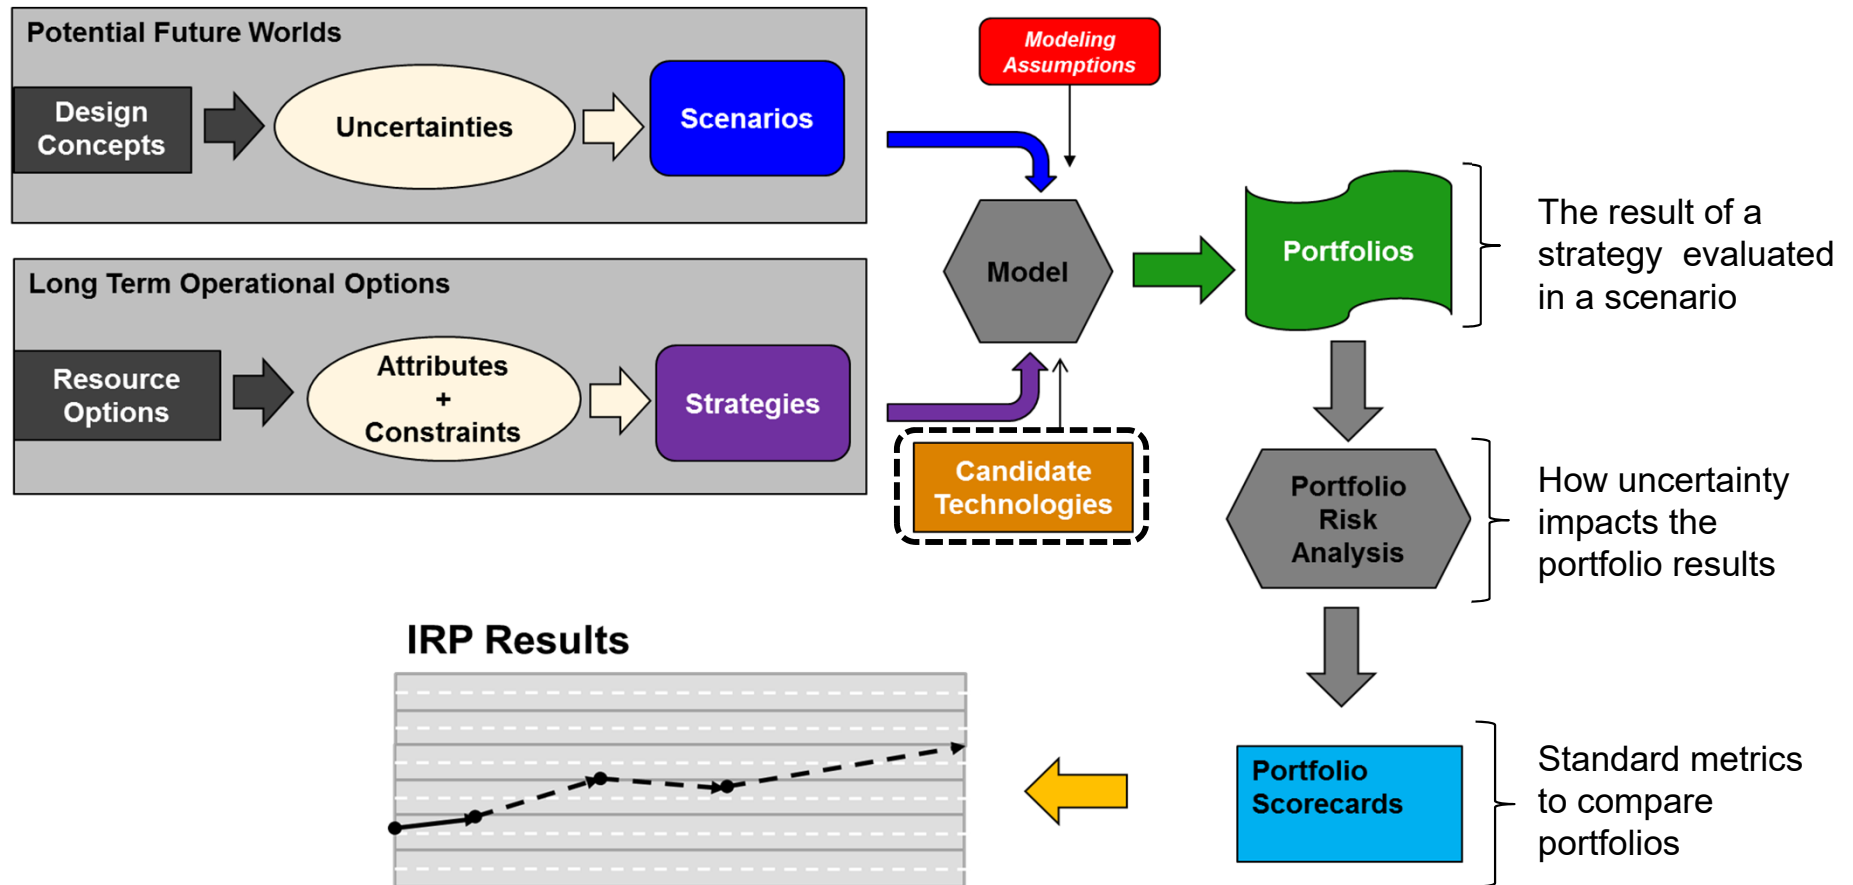 Potential Future Worlds
Design
Concepts
Uncertainties
Scenarios
Modeling
Assumptions
Long Term Operational Options
Resource
Options
Attributes
+
Constraints
Strategies
Model
Candidate
Technologies
Portfolios
The result of a
strategy  evaluated
in a scenario
Portfolio
Risk
Analysis
How uncertainty
impacts the
portfolio results
Portfolio
Scorecards
Standard metrics
to compare
portfolios
IRP Results